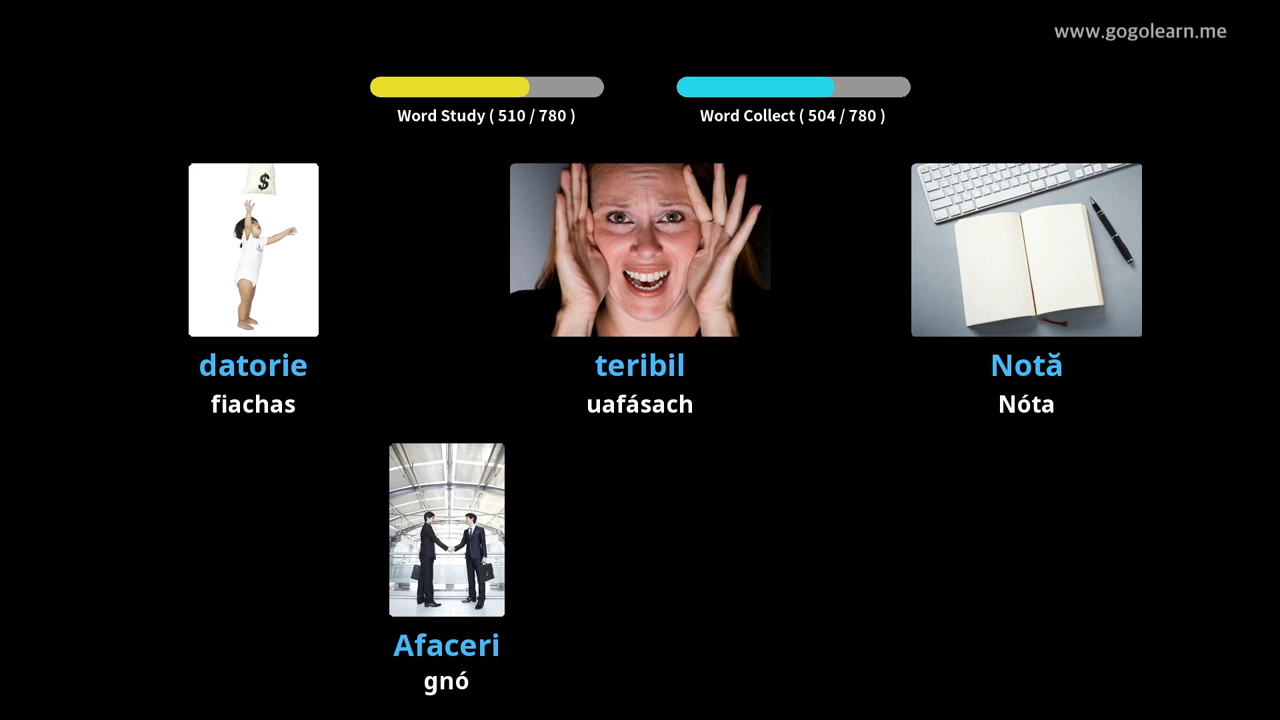 www.gogolearn.me
Word Study ( 510 / 780 )
Word Collect ( 504 / 780 )
$
datorie
fiachas
teribil
uafásach
Notă
Nóta
Afaceri
gnó